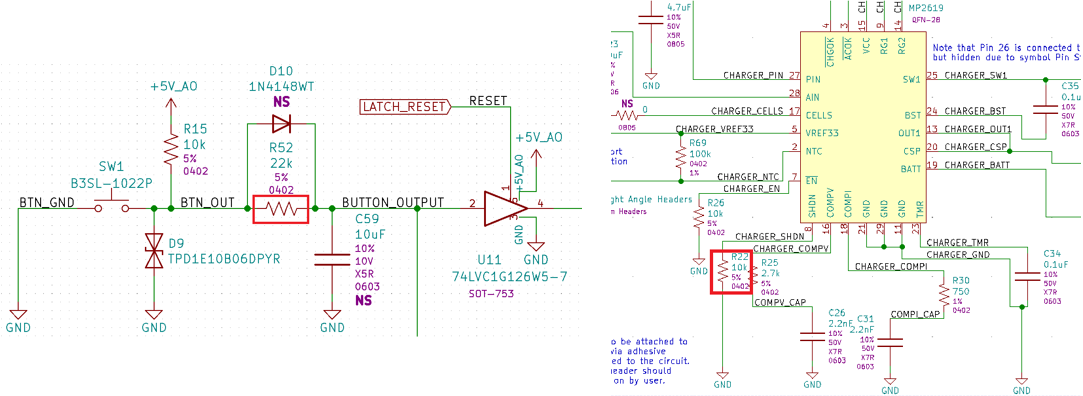 D10
1N4148WT
NS
+5V_AO
LATCH_RESET
RESET
R15
10k
5%
0402
R52
22k
5%
0402
+5V_AO
+5V_AO
SW1
B3SL-1022P
BTN_GND
BTN_OUT
BUTTON_OUTPUT
2
1
5
3
4
GND
GND
D9
TPD1E10B06DPYR
C59
10uF
10%
10V
X5R
0603
NS
U11
74LVC1G126W5-7
SOT-753
GND
GND
GND
4.7uF
10%
50V
X5R
0805
GND
MP2619
QFN-28
4
3
15
9
14
CHGOK
ACOK
VCC
RG1
RG2
Note that Pin 26 is connected t
but hidden due to symbol Pin S
CHARGER_PIN 27 PIN
28 AIN
NS
0
0805
CHARGER_CELLS 17 CELLS
CHARGER_VREF33 5 VREF33
R69
100k
0402
1%
2 NTC
CHARGER_NTC
7 EN
CHARGER_EN
SW1 25 CHARGER_SW1
BST 24 CHARGER_BST
OUT1 13 CHARGER_OUT1
CSP 20 CHARGER_CSP
BATT 19 CHARGER_BATT
C35
0.1u
10%
50V
X7R
0603
ort
tion
ght Angle Headers
m Headers
R26
10k
5%
0402
GND
SHDN
COMPV
COMPI
GND
GND
GND
TMR
8
16
18
21
29
11
23
CHARGER_SHDN
CHARGER_COMPV
CHARGER_COMPI
CHARGER_TMR
CHARGER_GND
R22
10k
5%
0402
R25
2.7k
5%
0402
COMPV_CAP
R30
750
1%
0402
COMPI_CAP
C34
0.1uF
10%
50V
X7R
0603
C26
2.2nF
10%
50V
X7R
0603
C31
2.2nF
10%
50V
X7R
0603
o be attached to
via adhesive
ed to the circuit.
header should
on by user.
GND
GND
GND
GND